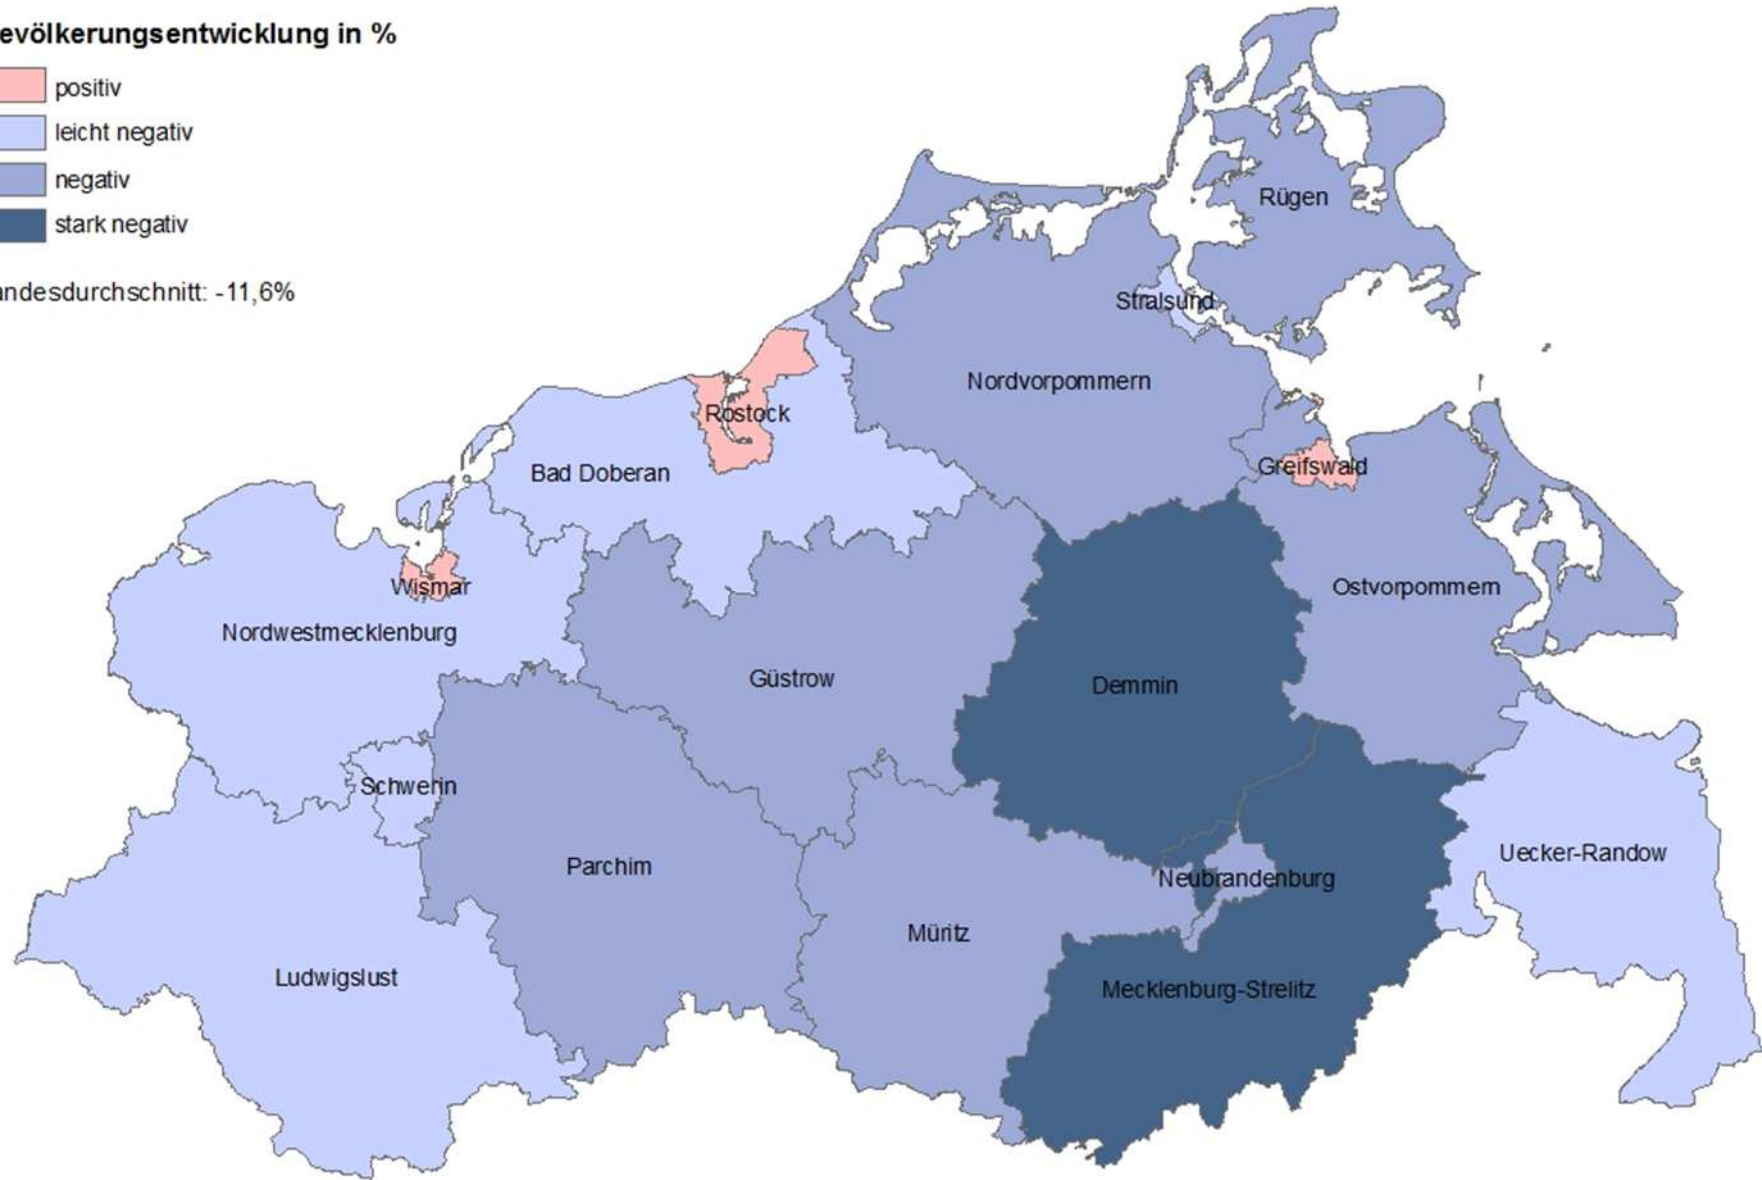 evölkerungsentwicklung in %
positiv
leicht negativ
negativ
stark negativ
andesdurchschnitt: -11,6%
Rügen
Stralsund
Nordvorpommern
Rostock
Greifswald
Bad Doberan
Wismar
Ostvorpommern
Nordwestmecklenburg
Güstrow
Demmin
Schwerin
Uecker-Randow
Parchim
Neubrandenburg
Müritz
Ludwigslust
Mecklenburg-Strelitz